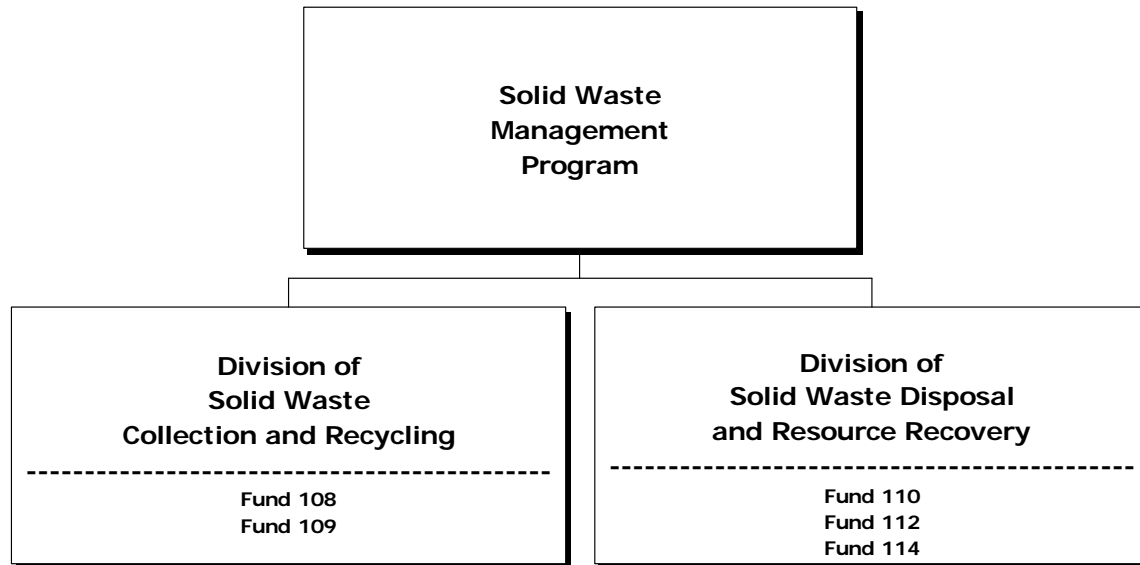 Solid Waste
Management
Program
Division of
Solid Waste
Collection and Recycling
Fund 108
Fund 109
Division of
Solid Waste Disposal
and Resource Recovery
Fund 110
Fund 112
Fund 114